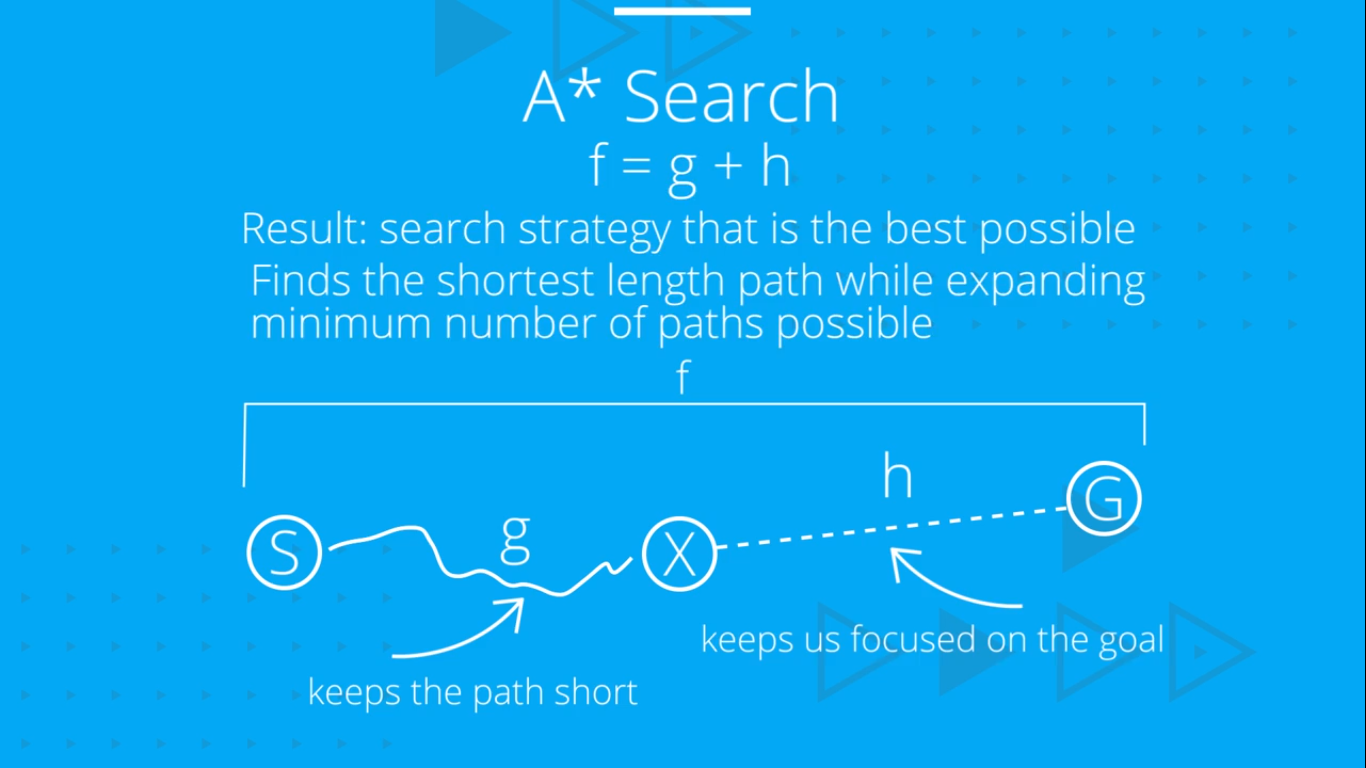 A* Search
f = g + h
Result: search strategy that is the best possible
Finds the shortest length path while expanding
minimum number of paths possible
f
S
g
X
h
G
keeps the path short
keeps us focused on the goal